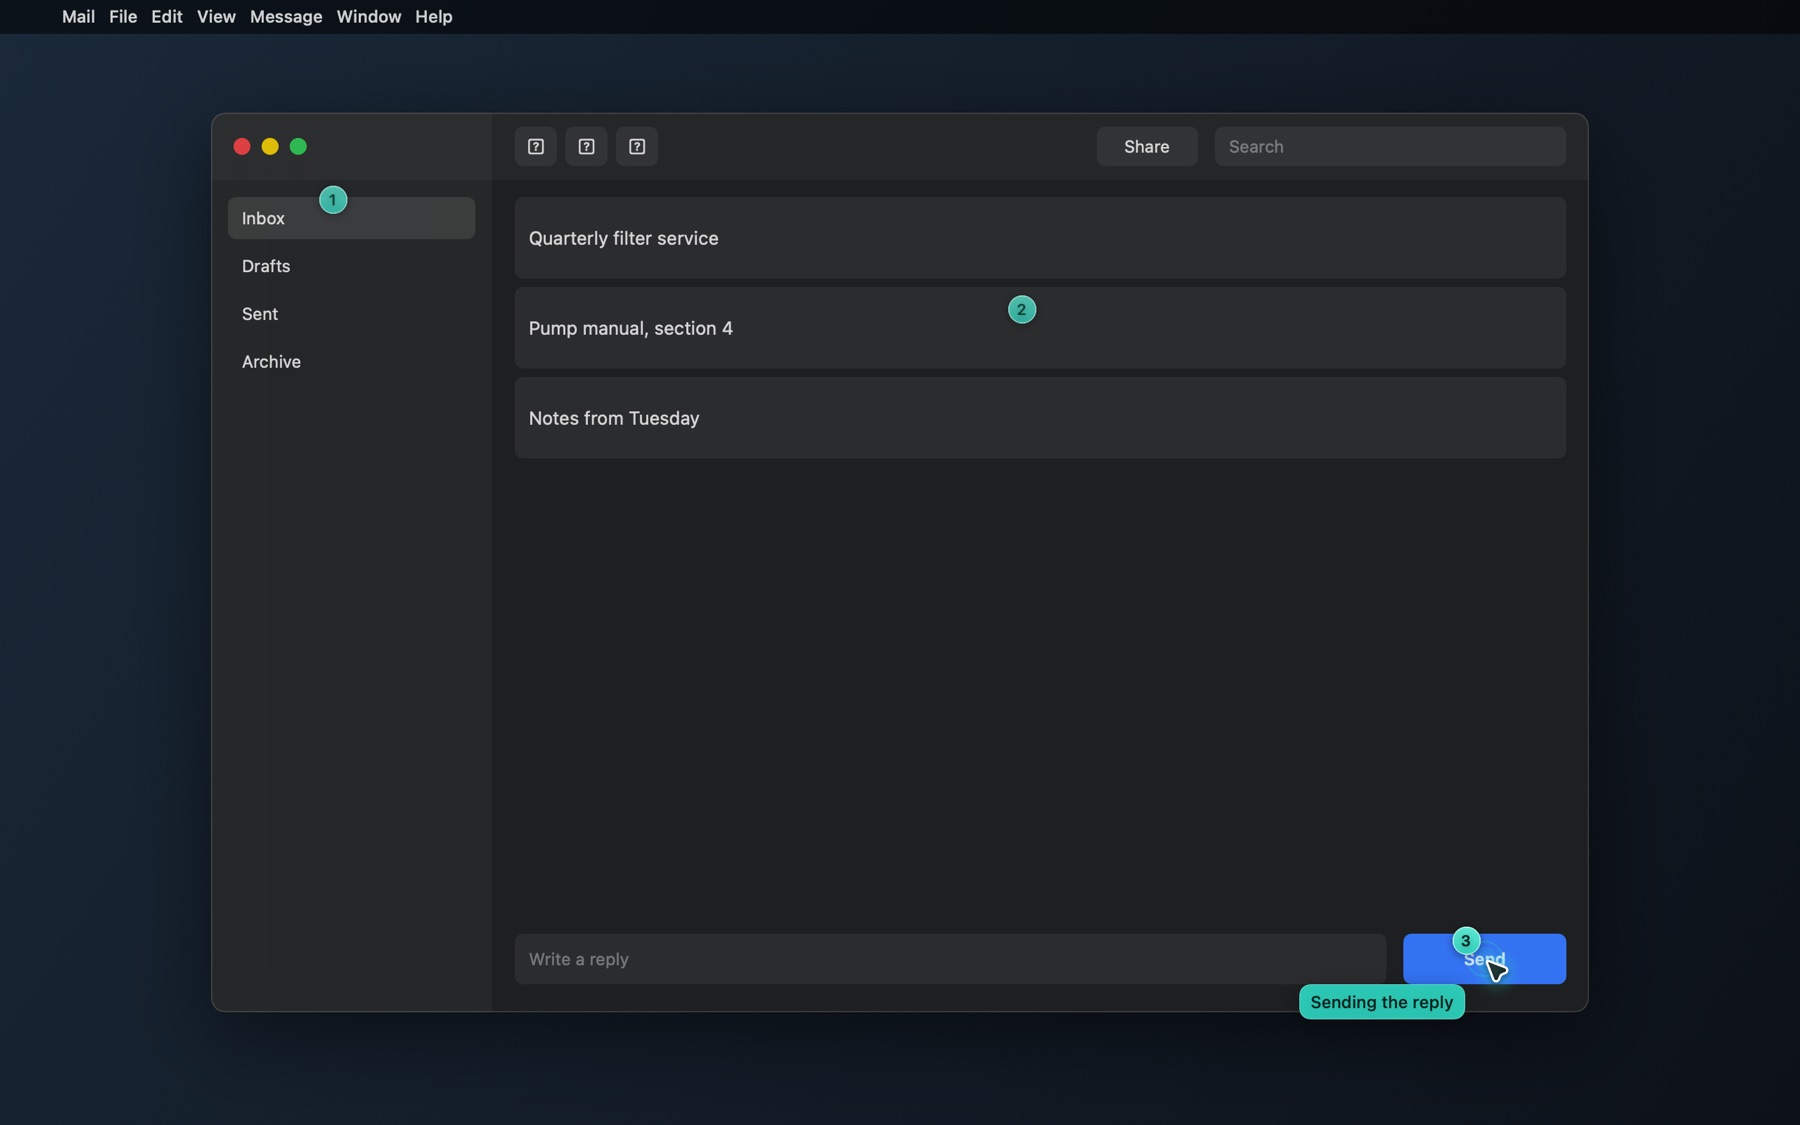 Mail File Edit View Message Window Help
Share
Search
1
Inbox
Drafts
Sent
Archive
Quarterly filter service
2
Pump manual, section 4
Notes from Tuesday
Write a reply
3
Send
Sending the reply